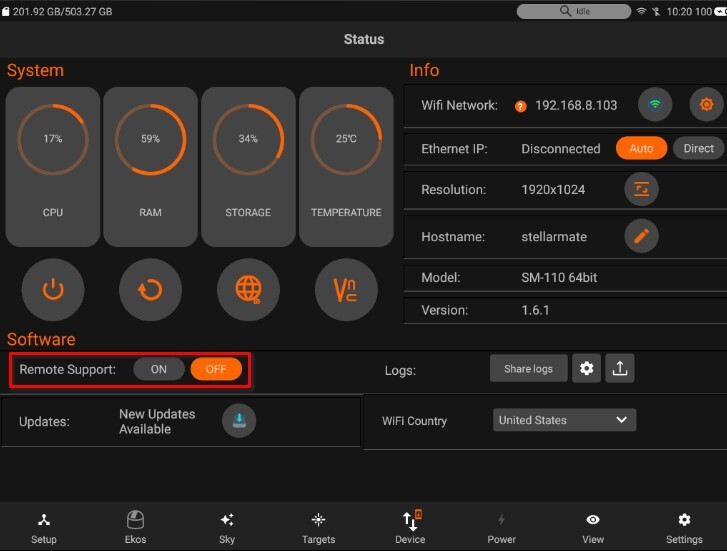 201.92 GB/503.27 GB
Idle
10:20 100
Status
System
Info
17%
CPU
59%
RAM
34%
STORAGE
25℃
TEMPERATURE
Wifi Network: ? 192.168.8.103
Ethernet IP: Disconnected Auto Direct
Resolution: 1920x1024
Hostname: stellarmate
Model: SM-110 64bit
Version: 1.6.1
Vnc
Software
Remote Support: ON OFF
Logs: Share logs
Updates: New Updates
Available
WiFi Country United States
Setup
Ekos
Sky
Targets
Device
Power
View
Settings